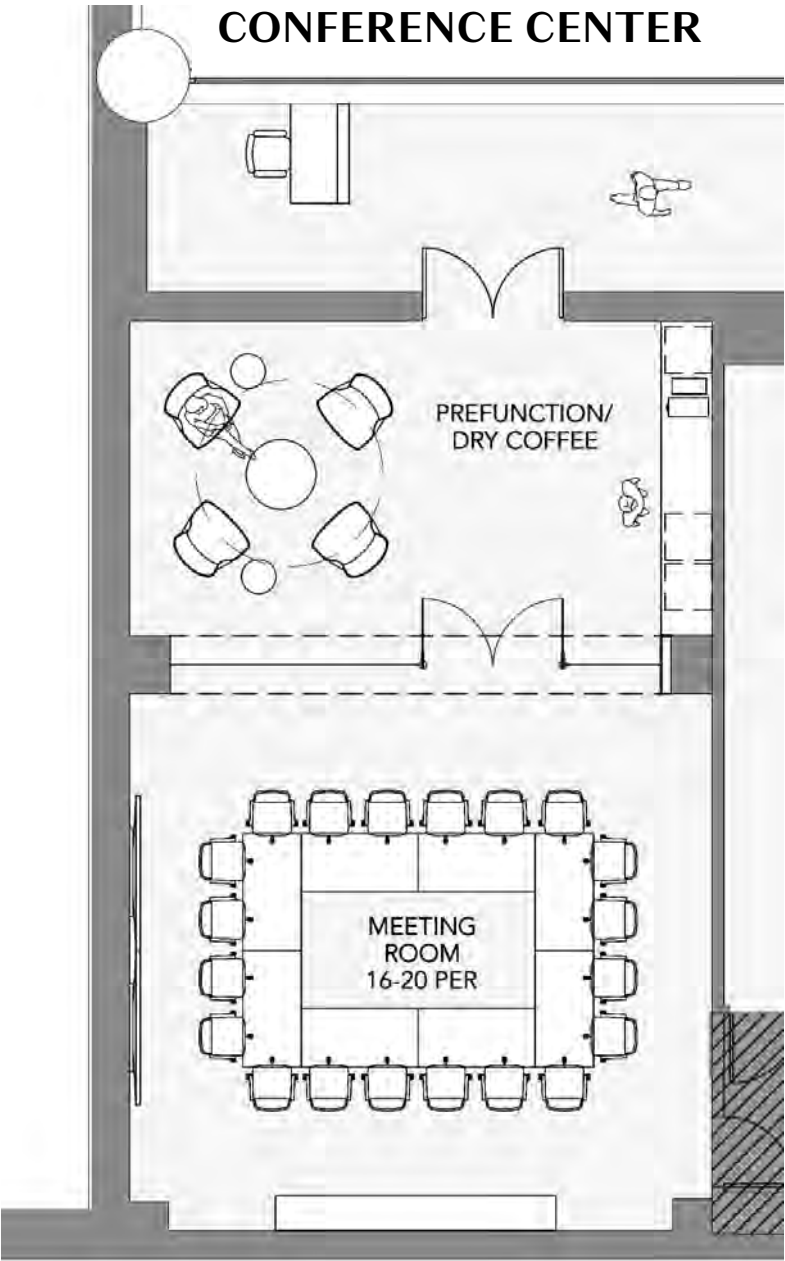 CONFERENCE CENTER
PREFUNCTION/
DRY COFFEE
MEETING
ROOM
16-20 PER